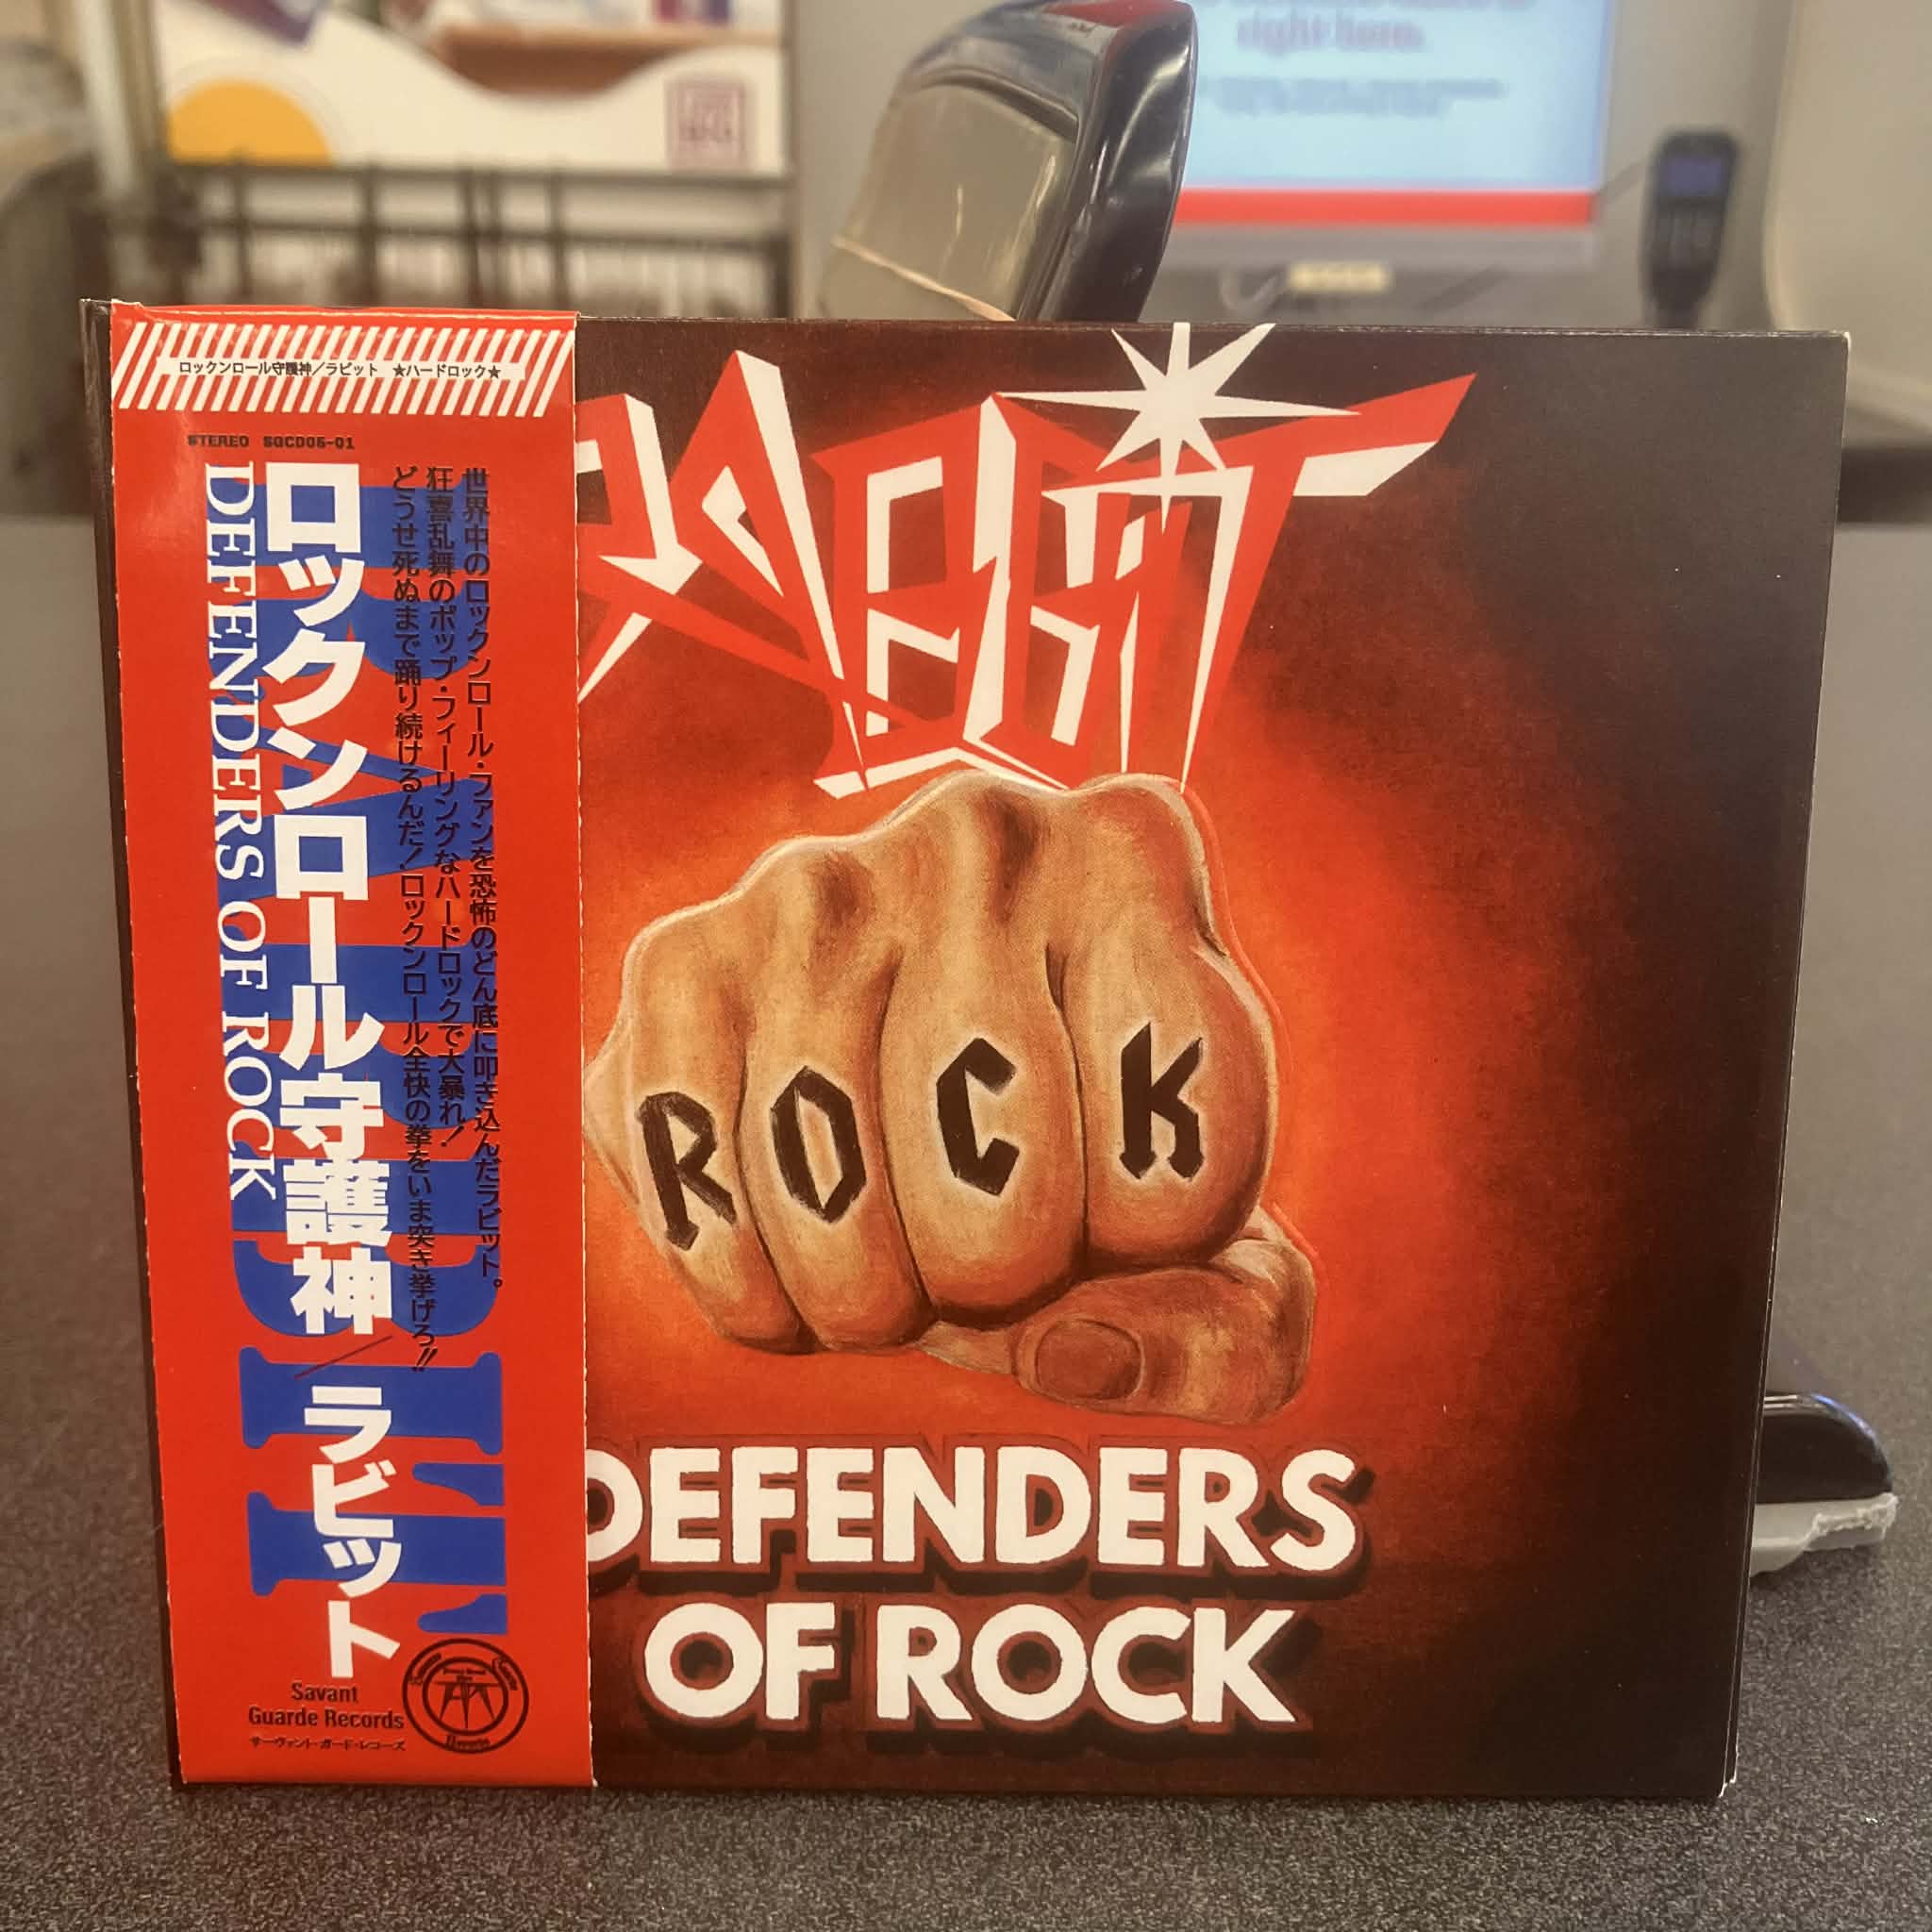 ロックンロール守護神／ラビット ★ハードロック★
STEREO SGCD05-01
世界中のロックンロール・ファンを恐怖のどん底に叩き込んだラビット。
狂喜乱舞のポップ・フィーリングなハードロックで大暴れ！
どうせ死ぬまで踊り続けるんだ！ロックンロール全快の拳をいま突き挙げろ!!
ロックンロール守護神／ラビット
DEFENDERS OF ROCK
RABBIT
Savant
Guarde Records
サーヴァント・ガード・レコーズ
RABBIT
ROCK
DEFENDERS
OF ROCK
right here.